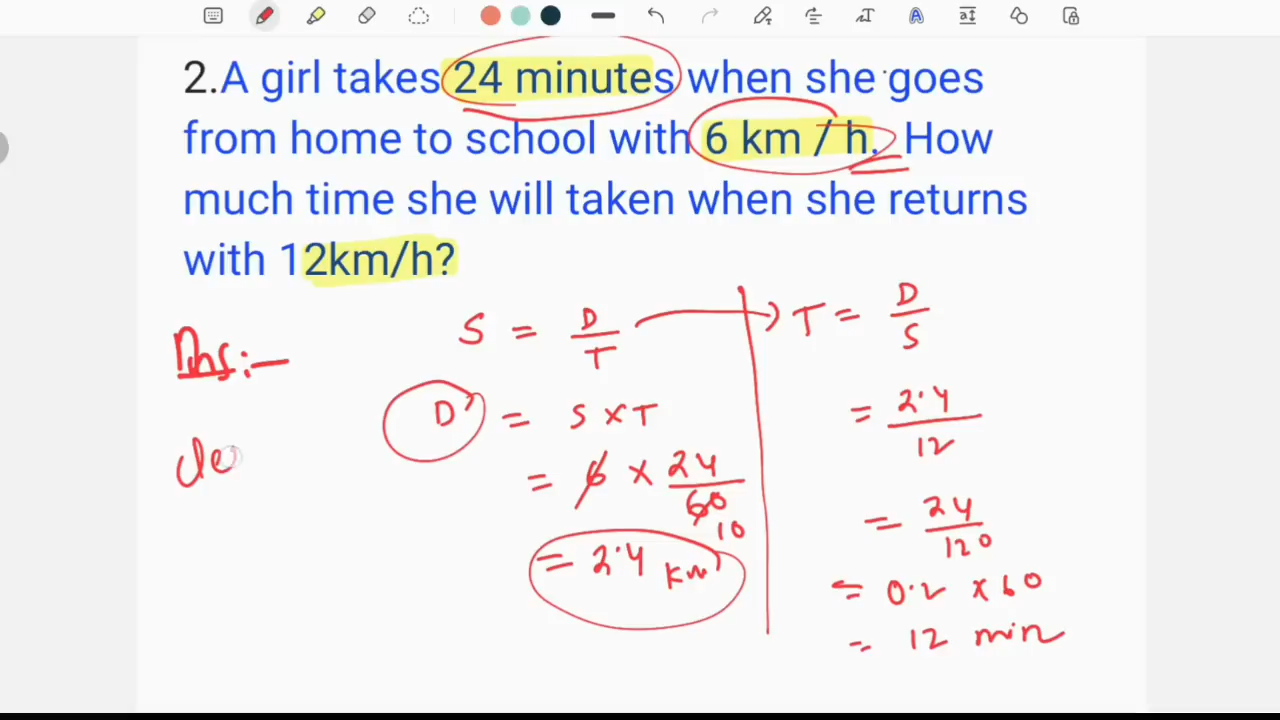 2.A girl takes 24 minutes when she goes
from home to school with 6 km / h. How
much time she will taken when she returns
with 12km/h?
Ans:-
S = D/T → T = D/S
D = S X T
= 2.4/12
= 6 x 24/60
10
= 24/120
= 2.4 Km
= 0.2 x 60
= 12 min